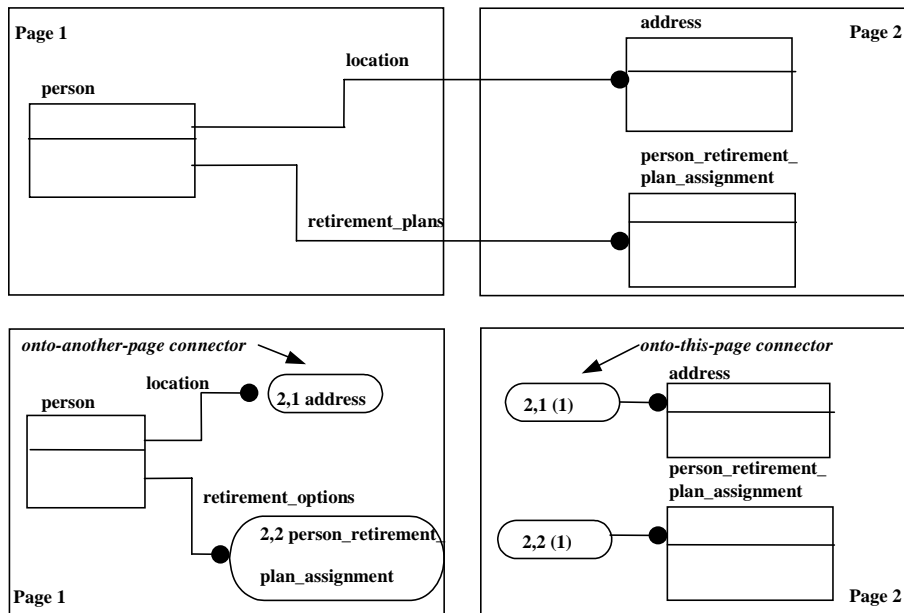 Page 1
location
person
retirement_plans
address
Page 2
person_retirement_
plan_assignment
onto-another-page connector
location
2,1 address
person
retirement_options
2,2 person_retirement_
plan_assignment
Page 1
onto-this-page connector
address
2,1 (1)
person_retirement_
plan_assignment
2,2 (1)
Page 2